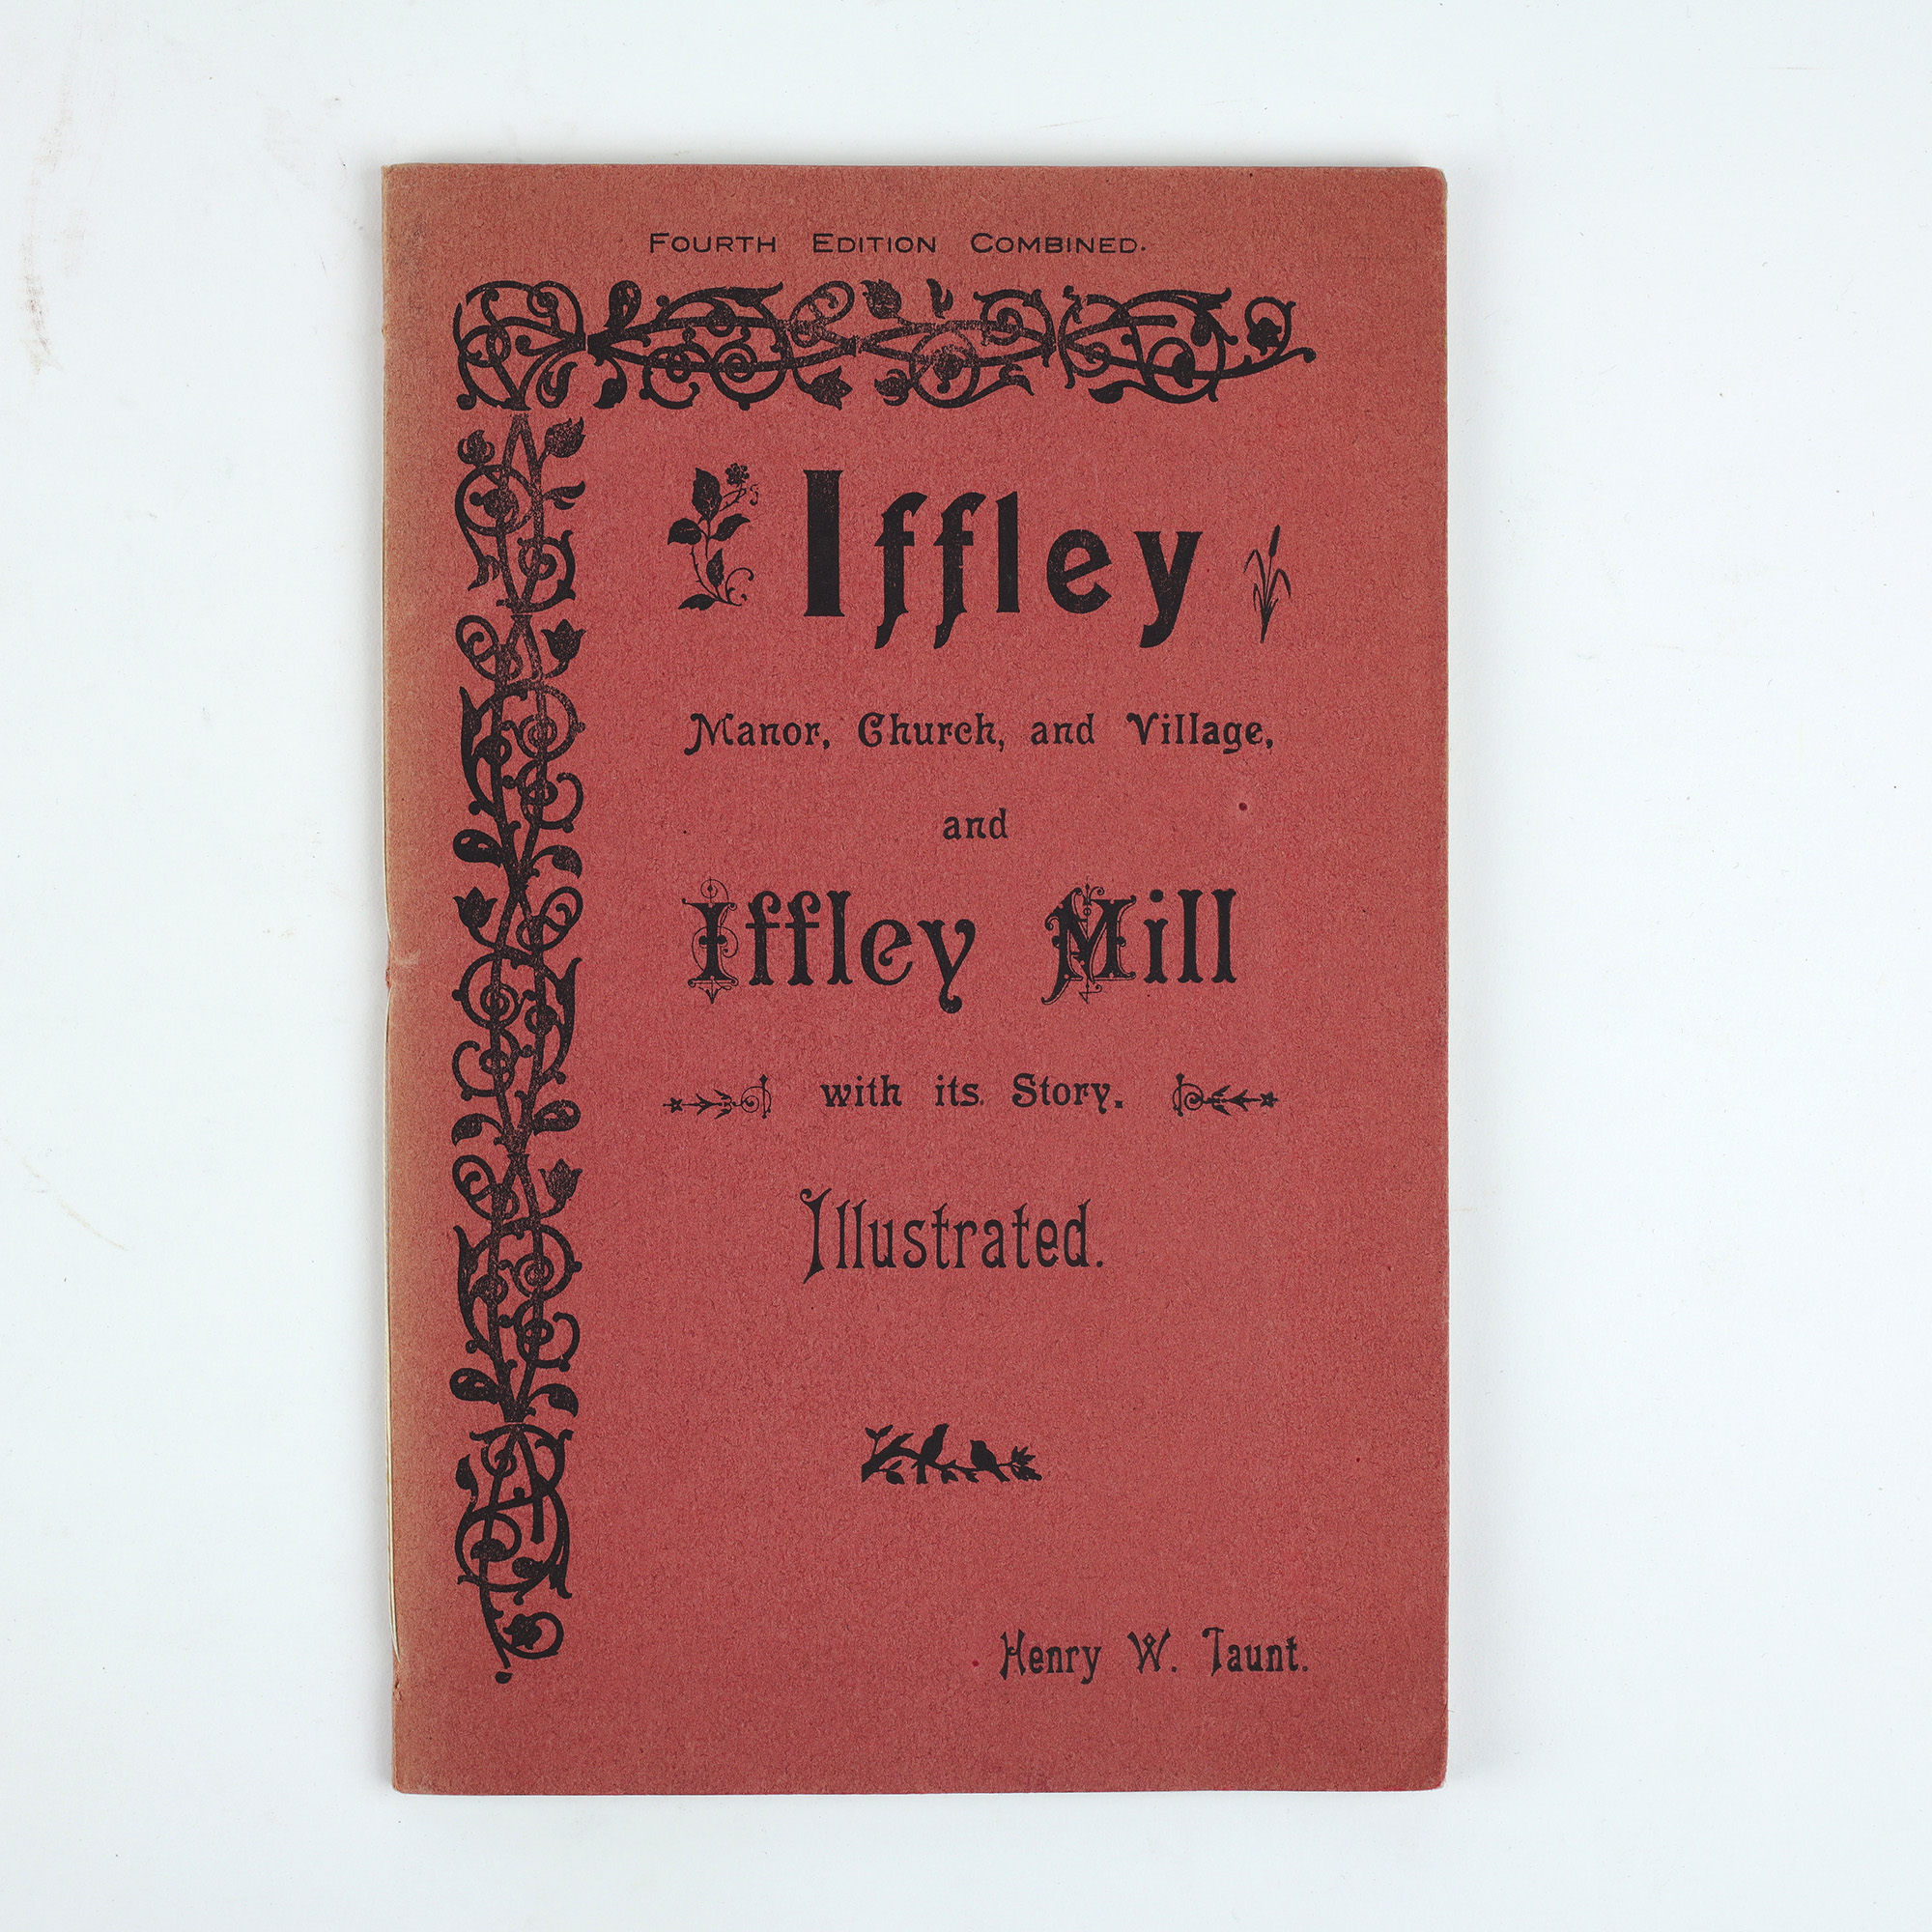 Fourth Edition Combined.
Iffley
Manor, Church, and Village,
and
Iffley Mill
with its Story.
Illustrated.
Henry W. Taunt.